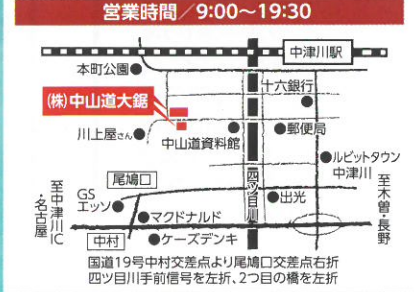 営業時間/9:00〜19:30
中津川駅
本町公園
十六銀行
(株)中山道大鋸
川上屋さん
中山道資料館
郵便局
ルビットタウン
中津川
四ツ目川
尾鳩口
GS
エッソ
出光
至中津川IC
・名古屋
至木曽・長野
マクドナルド
中村
ケーズデンキ
国道19号中村交差点より尾鳩口交差点右折
四ツ目川手前信号を左折、2つ目の橋を左折